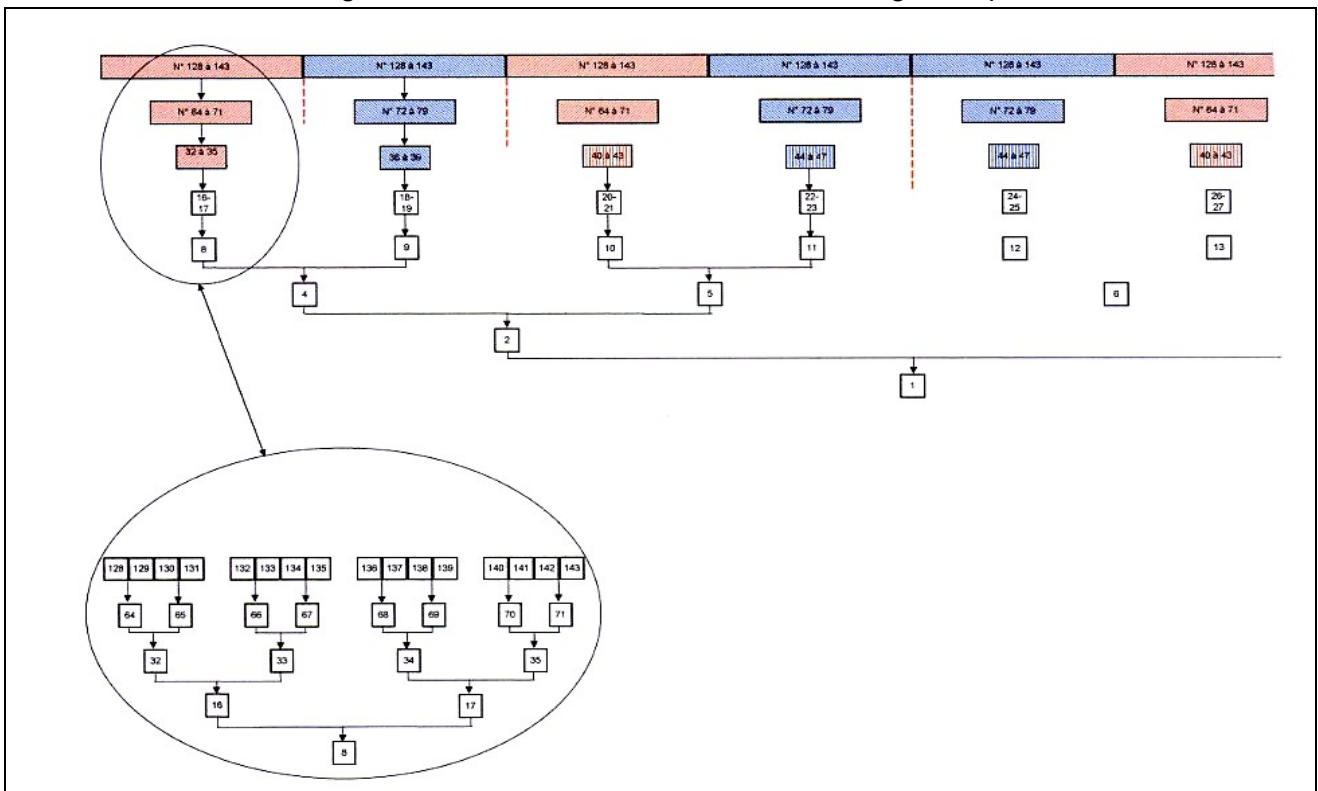 N° 128 à 143 N° 128 à 143 N° 128 à 143 N° 128 à 143 N° 128 à 143 N° 128 à 143
N° 64 à 71 N° 72 à 79 N° 64 à 71 N° 72 à 79 N° 72 à 79 N° 64 à 71
32 à 35 36 à 39 40 à 43 44 à 47 44 à 47 40 à 43
16- 18- 20- 22- 24- 26-
17 19 21 23 25 27
8 9 10 11 12 13
4 5 6
2
1
128 129 130 131 132 133 134 135 136 137 138 139 140 141 142 143
64 65 66 67 68 69 70 71
32 33 34 35
16 17
8